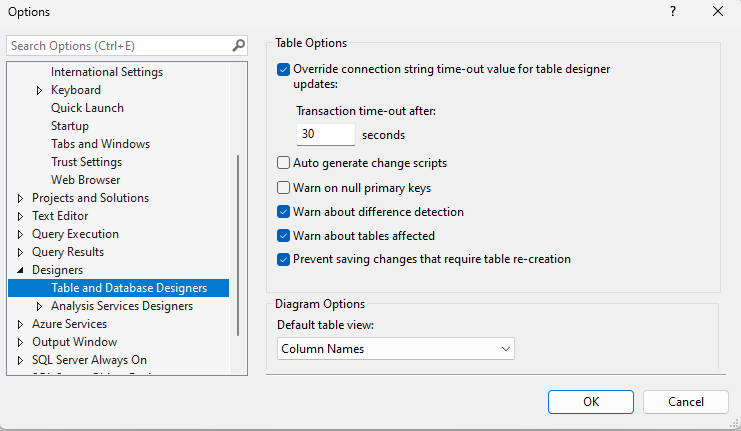 Options
?
Search Options (Ctrl+E)
International Settings
Keyboard
Quick Launch
Startup
Tabs and Windows
Trust Settings
Web Browser
Projects and Solutions
Text Editor
Query Execution
Query Results
Designers
Table and Database Designers
Analysis Services Designers
Azure Services
Output Window
SQL Server Always On
Table Options
Override connection string time-out value for table designer
updates:
Transaction time-out after:
30 seconds
Auto generate change scripts
Warn on null primary keys
Warn about difference detection
Warn about tables affected
Prevent saving changes that require table re-creation
Diagram Options
Default table view:
Column Names
OK
Cancel